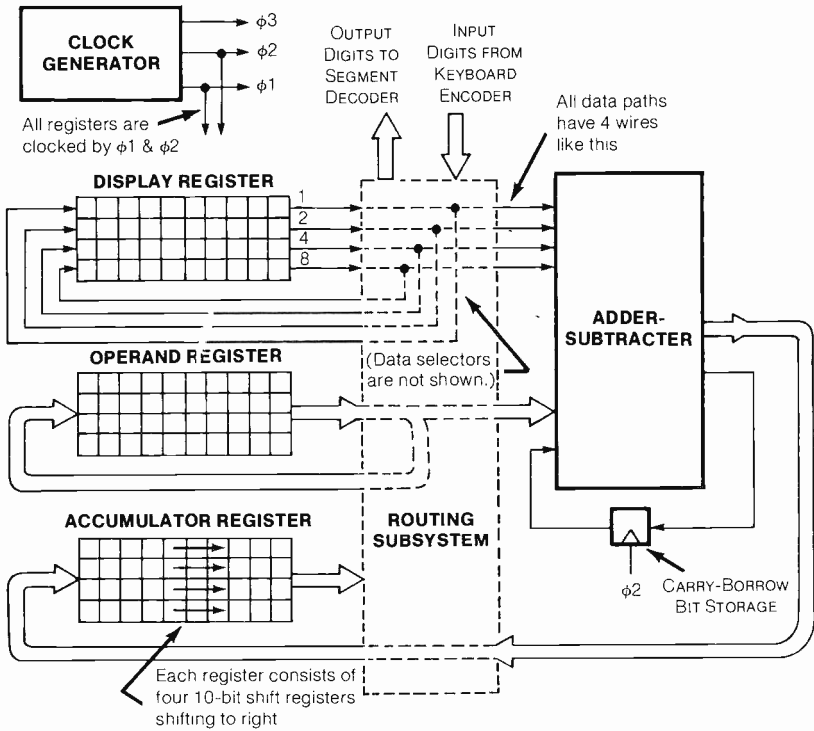 CLOCK
GENERATOR
ϕ3
ϕ2
ϕ1
All registers are
clocked by ϕ1 & ϕ2
OUTPUT
DIGITS TO
SEGMENT
DECODER
INPUT
DIGITS FROM
KEYBOARD
ENCODER
All data paths
have 4 wires
like this
DISPLAY REGISTER
1
2
4
8
ADDER-
SUBTRACTER
OPERAND REGISTER
(Data selectors
are not shown.)
ACCUMULATOR REGISTER
ROUTING
SUBSYSTEM
ϕ2
CARRY-BORROW
BIT STORAGE
Each register consists of
four 10-bit shift registers
shifting to right